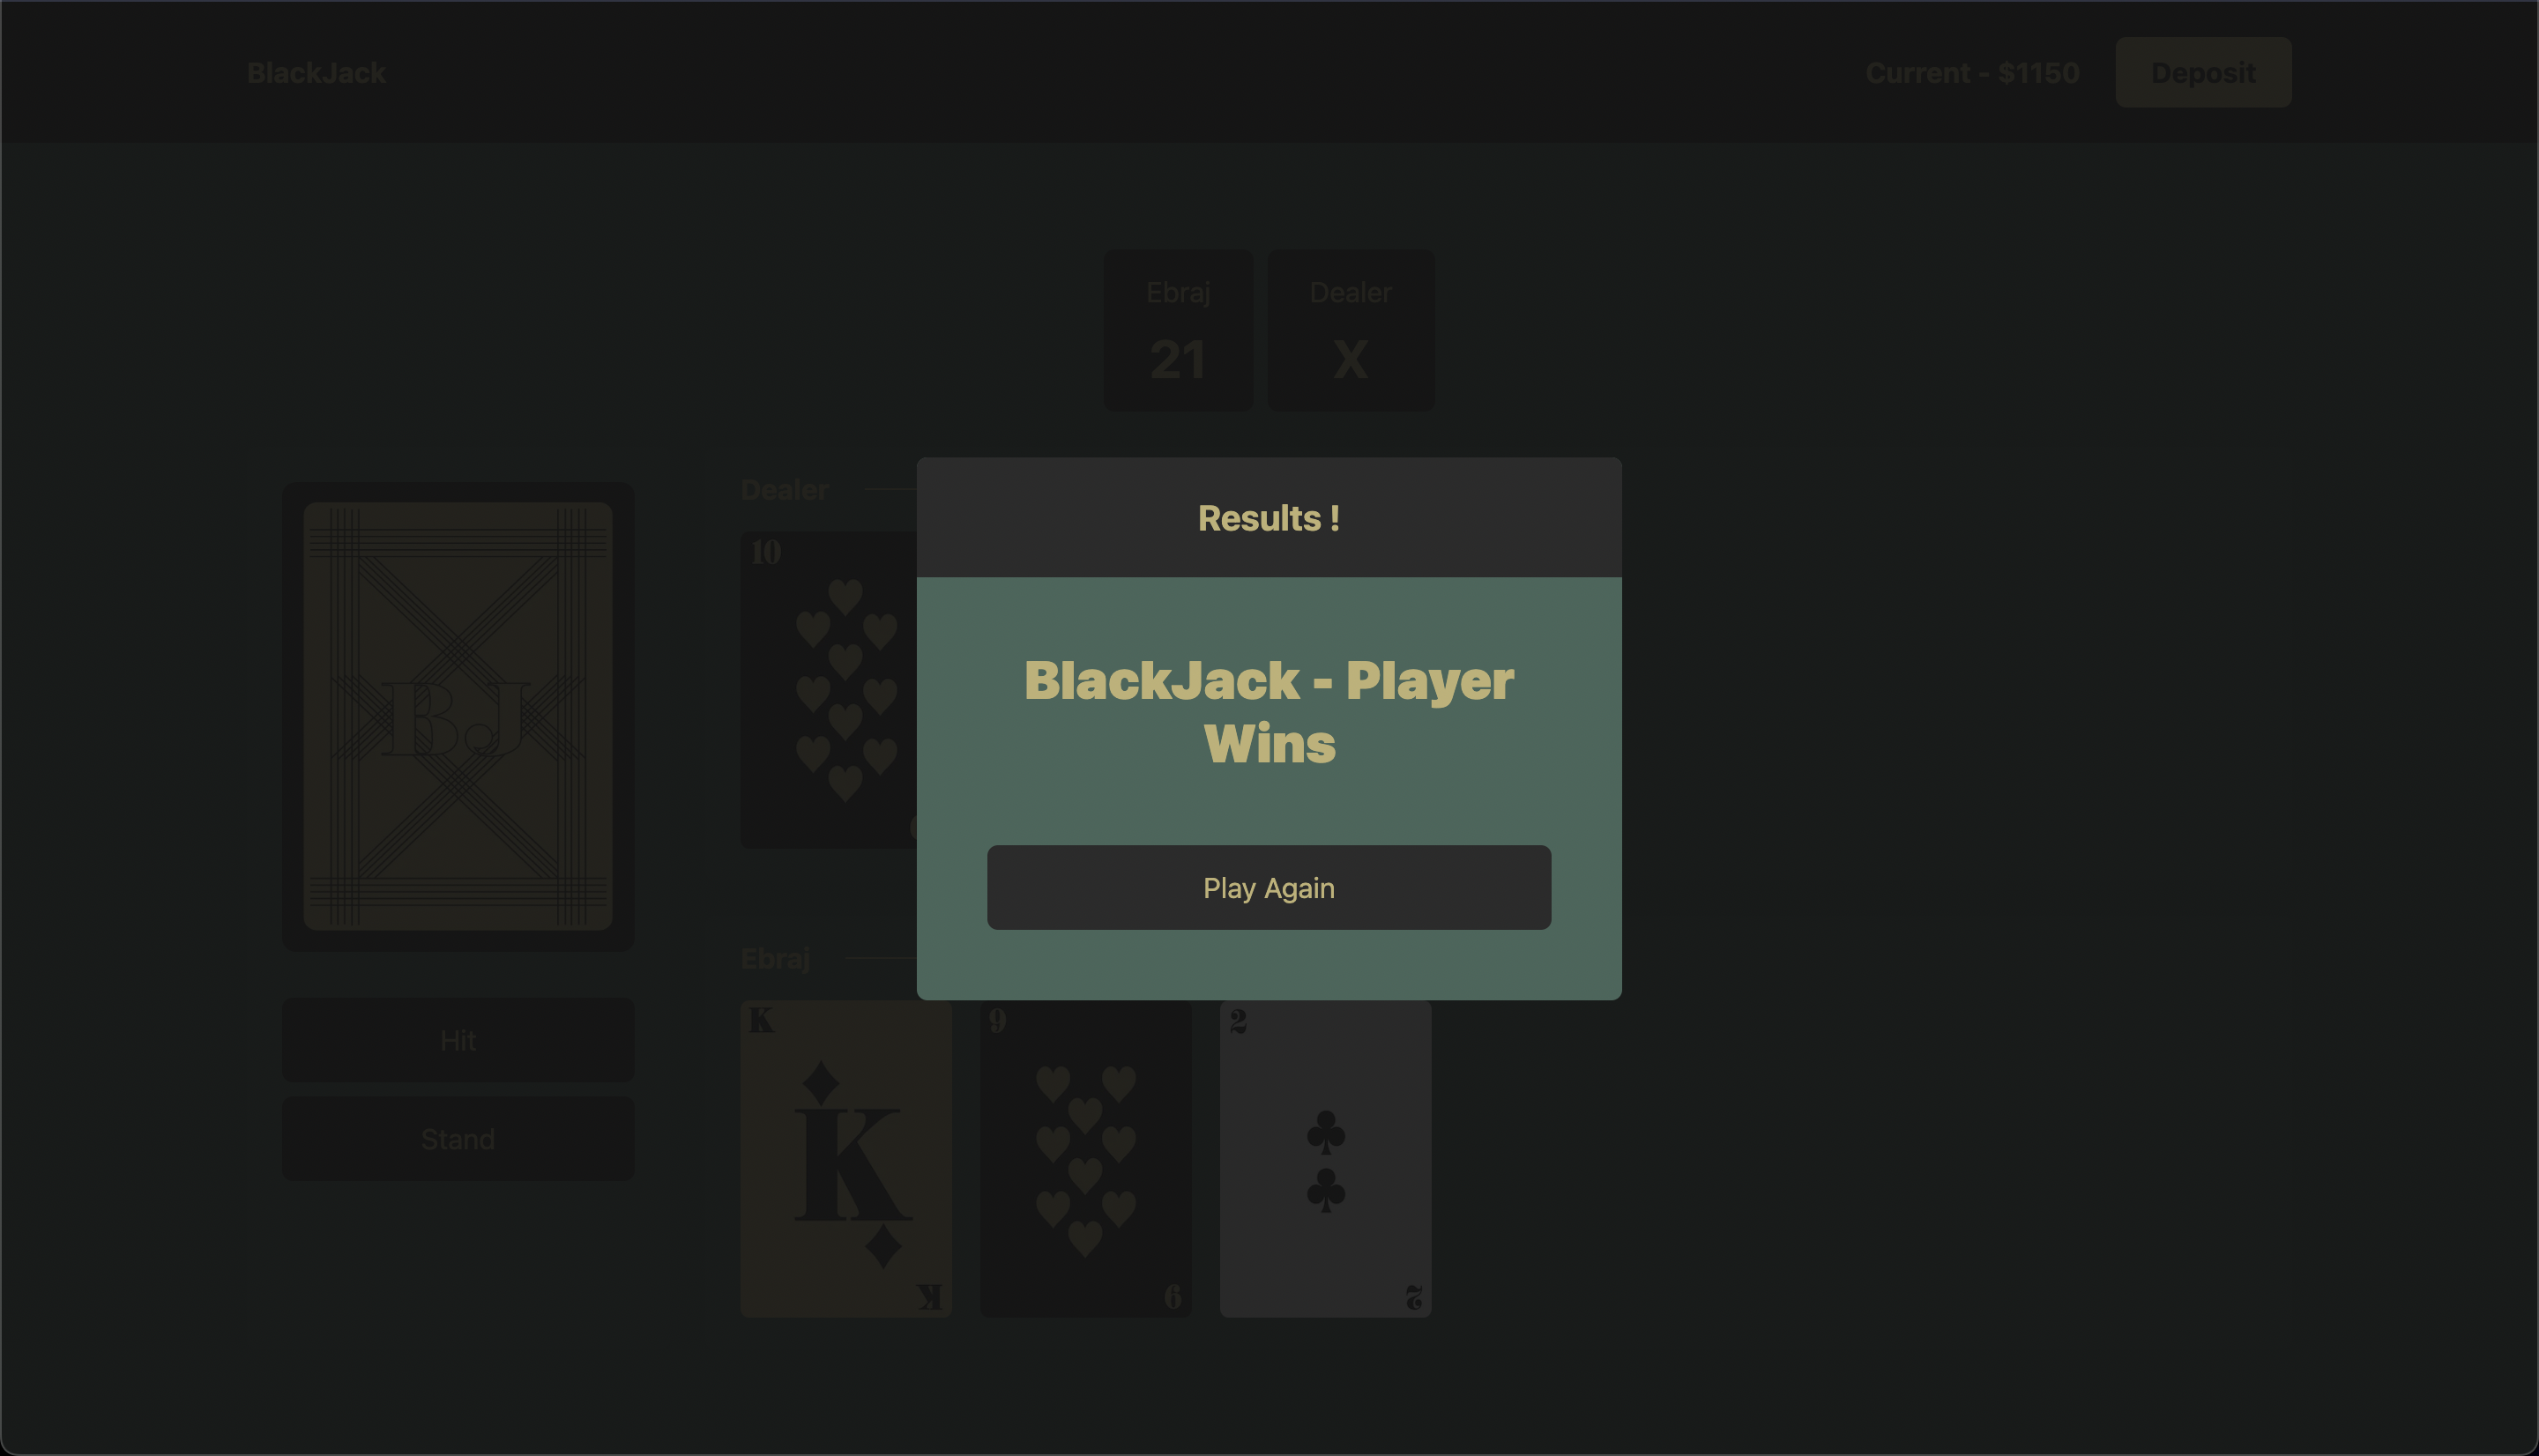 BlackJack
Current - $1150
Deposit
Ebraj
21
Dealer
X
Results !
BlackJack - Player
Wins
Play Again
Dealer
10
BJ
Ebraj
Hit
Stand
K
K
K
9
9
2
2